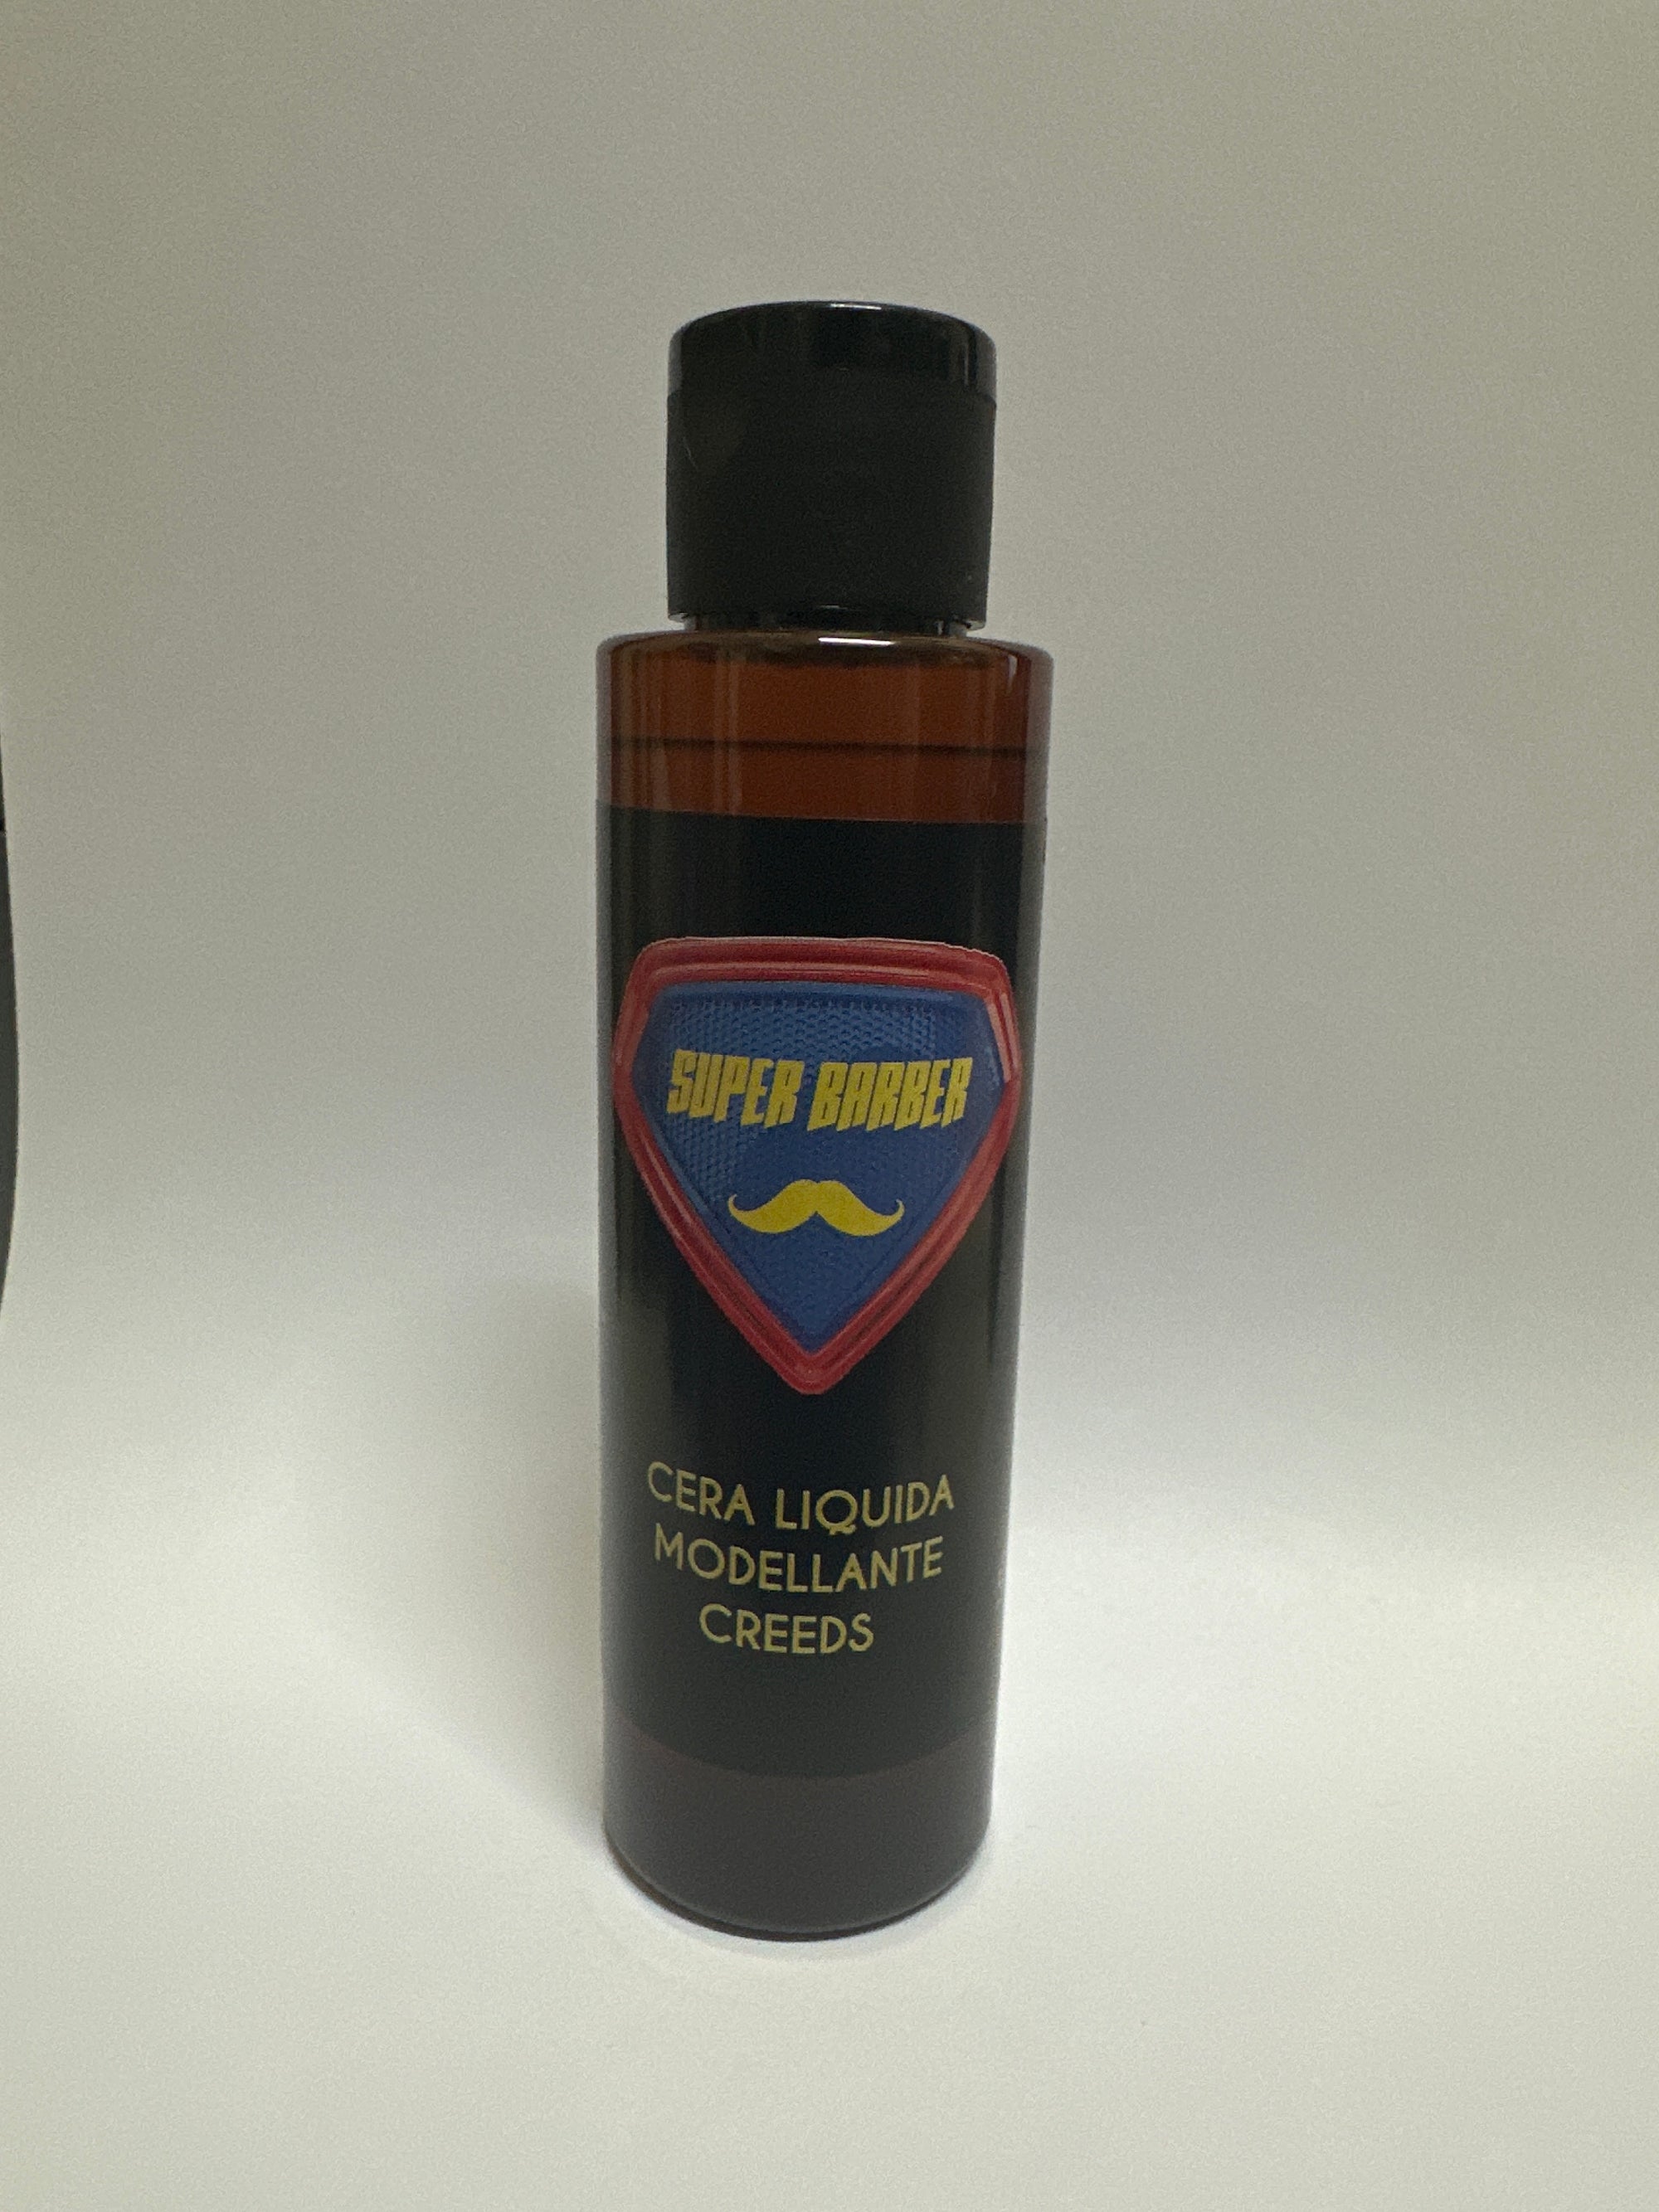 SUPER BARBER
CERA LIQUIDA
MODELLANTE
CREEDS